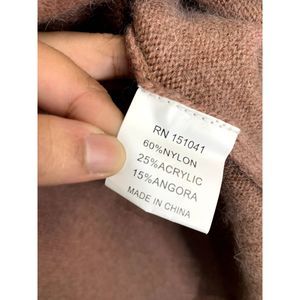 RN 151041
60%NYLON
25%ACRYLIC
15%ANGORA
MADE IN CHINA